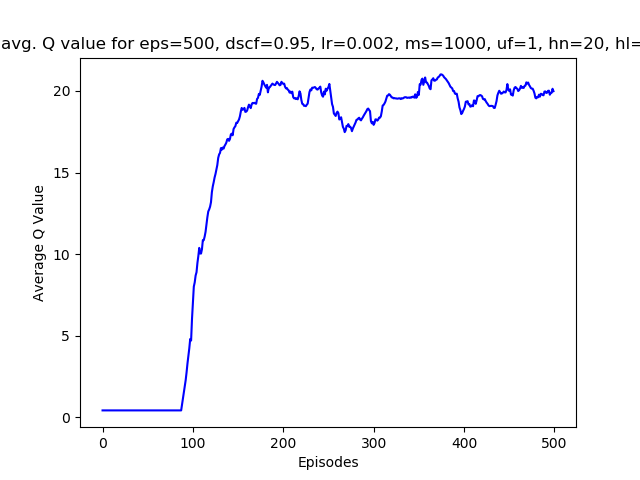 avg. Q value for eps=500, dscf=0.95, lr=0.002, ms=1000, uf=1, hn=20, hl=
Average Q Value
20
15
10
5
0
0 100 200 300 400 500
Episodes